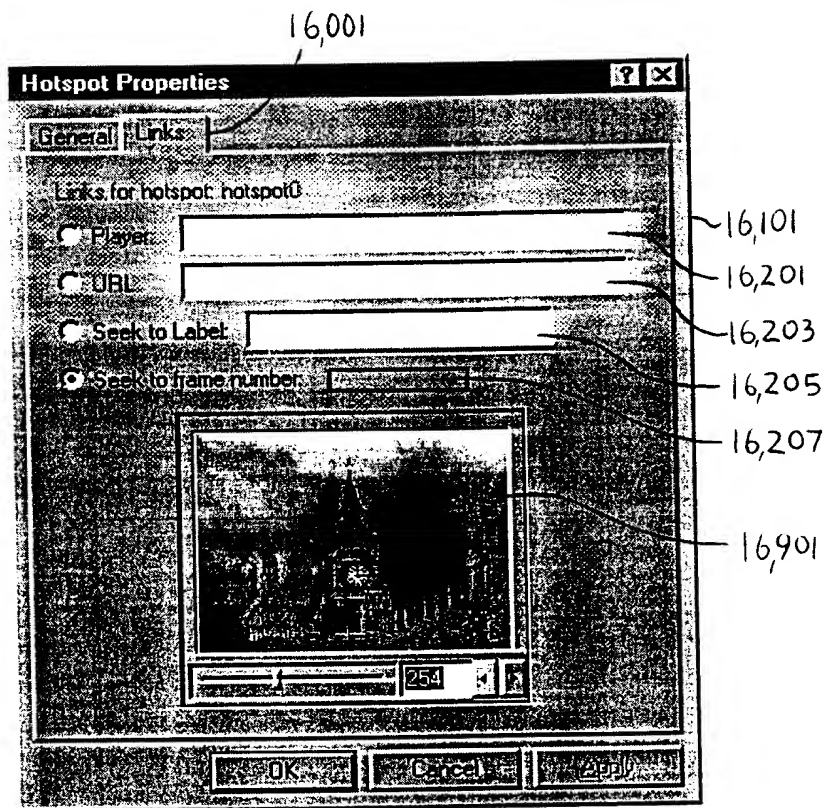 16,001
Hotspot Properties
General Links
Links for hotspot: hotspot0
Player:
16,101
16,201
URL:
16,203
Seek to Label:
16,205
Seek to frame number:
16,207
16,901
254
OK Cancel Apply